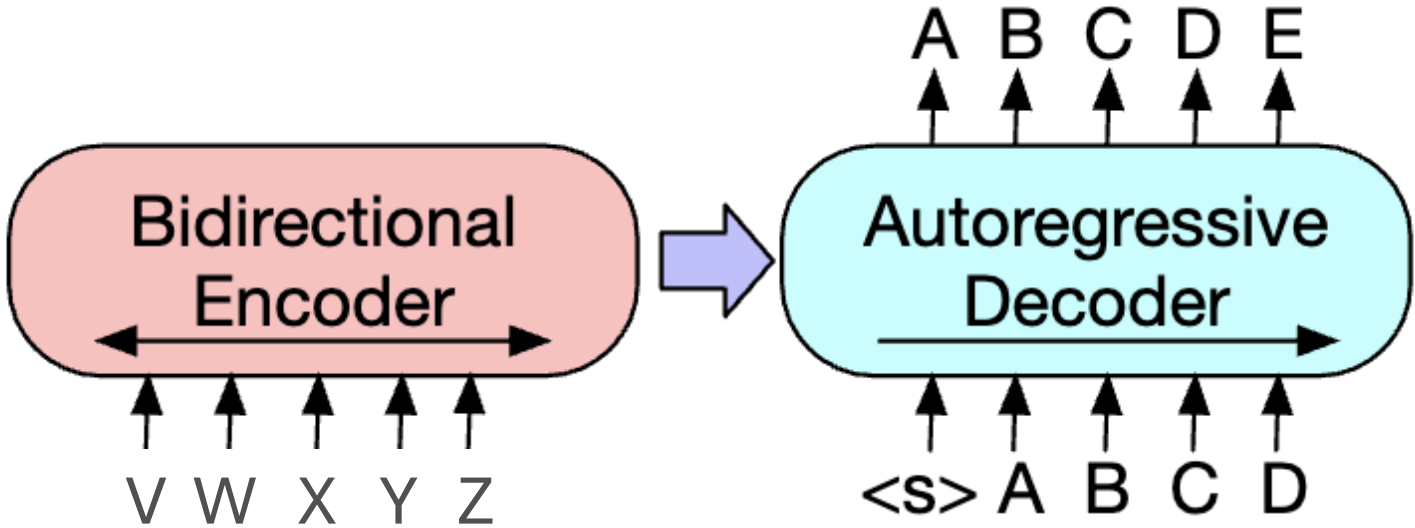 A B C D E
Bidirectional
Encoder
Autoregressive
Decoder
V W X Y Z
<s> A B C D